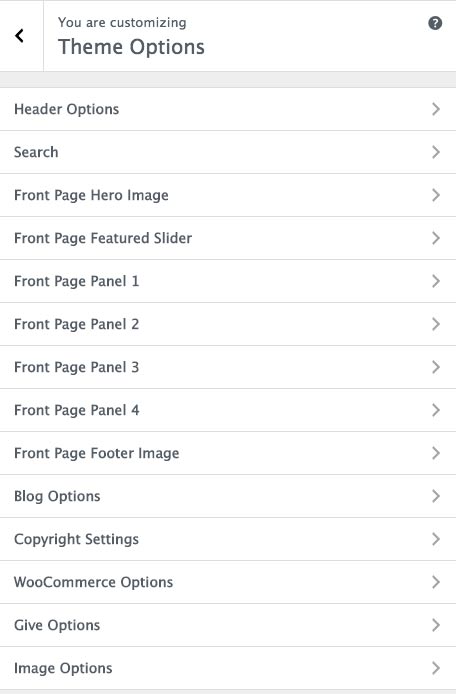 You are customizing
Theme Options
Header Options
Search
Front Page Hero Image
Front Page Featured Slider
Front Page Panel 1
Front Page Panel 2
Front Page Panel 3
Front Page Panel 4
Front Page Footer Image
Blog Options
Copyright Settings
WooCommerce Options
Give Options
Image Options